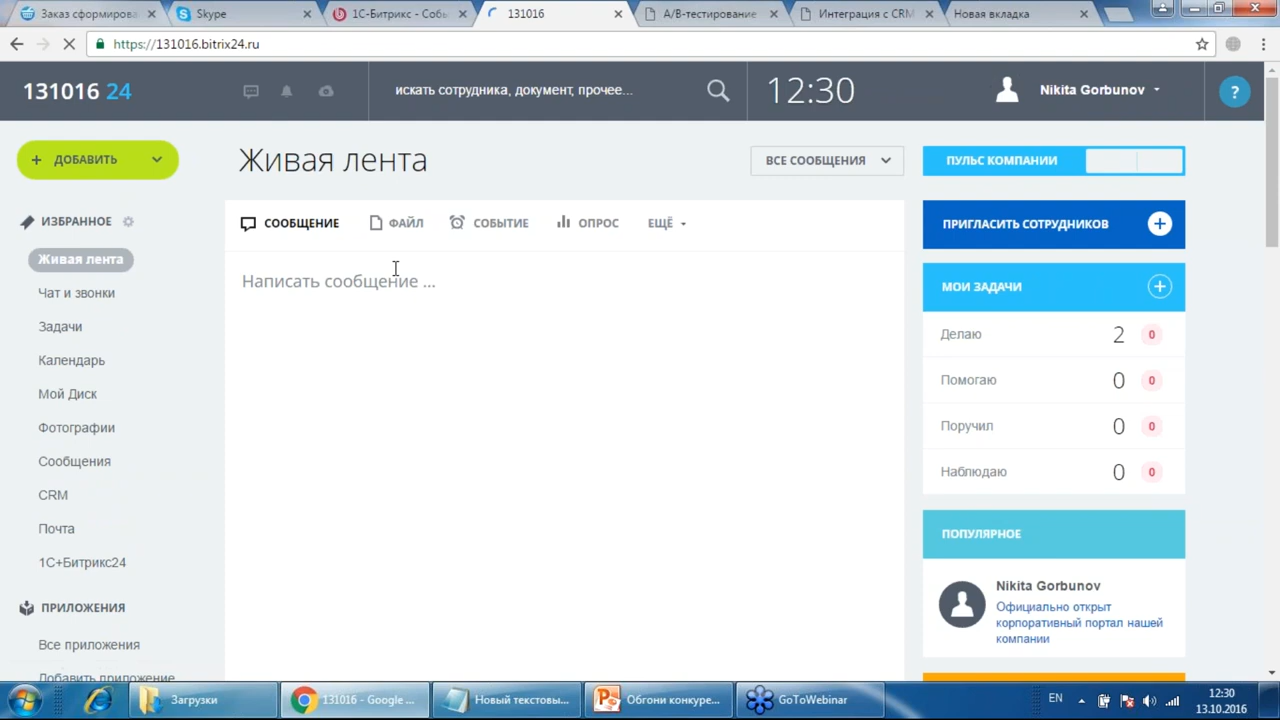 Заказ сформирова
Skype
1С-Битрикс - Собы
131016
A/B-тестирование
Интеграция с CRM
Новая вкладка
https://131016.bitrix24.ru
131016 24
искать сотрудника, документ, прочее...
12:30
Nikita Gorbunov
?
ДОБАВИТЬ
Живая лента
ВСЕ СООБЩЕНИЯ
ПУЛЬС КОМПАНИИ
ИЗБРАННОЕ
СООБЩЕНИЕ
ФАЙЛ
СОБЫТИЕ
ОПРОС
ЕЩЁ
ПРИГЛАСИТЬ СОТРУДНИКОВ
Живая лента
Написать сообщение ...
Чат и звонки
Задачи
Календарь
Мой Диск
Фотографии
Сообщения
CRM
Почта
1С+Битрикс24
ПРИЛОЖЕНИЯ
Все приложения
Добавить приложение
МОИ ЗАДАЧИ
Делаю 2 0
Помогаю 0 0
Поручил 0 0
Наблюдаю 0 0
ПОПУЛЯРНОЕ
Nikita Gorbunov
Официально открыт
корпоративный портал нашей
компании
Загрузки
131016 - Google ...
Новый текстовы...
Обгони конкуре...
GoToWebinar
EN
12:30
13.10.2016